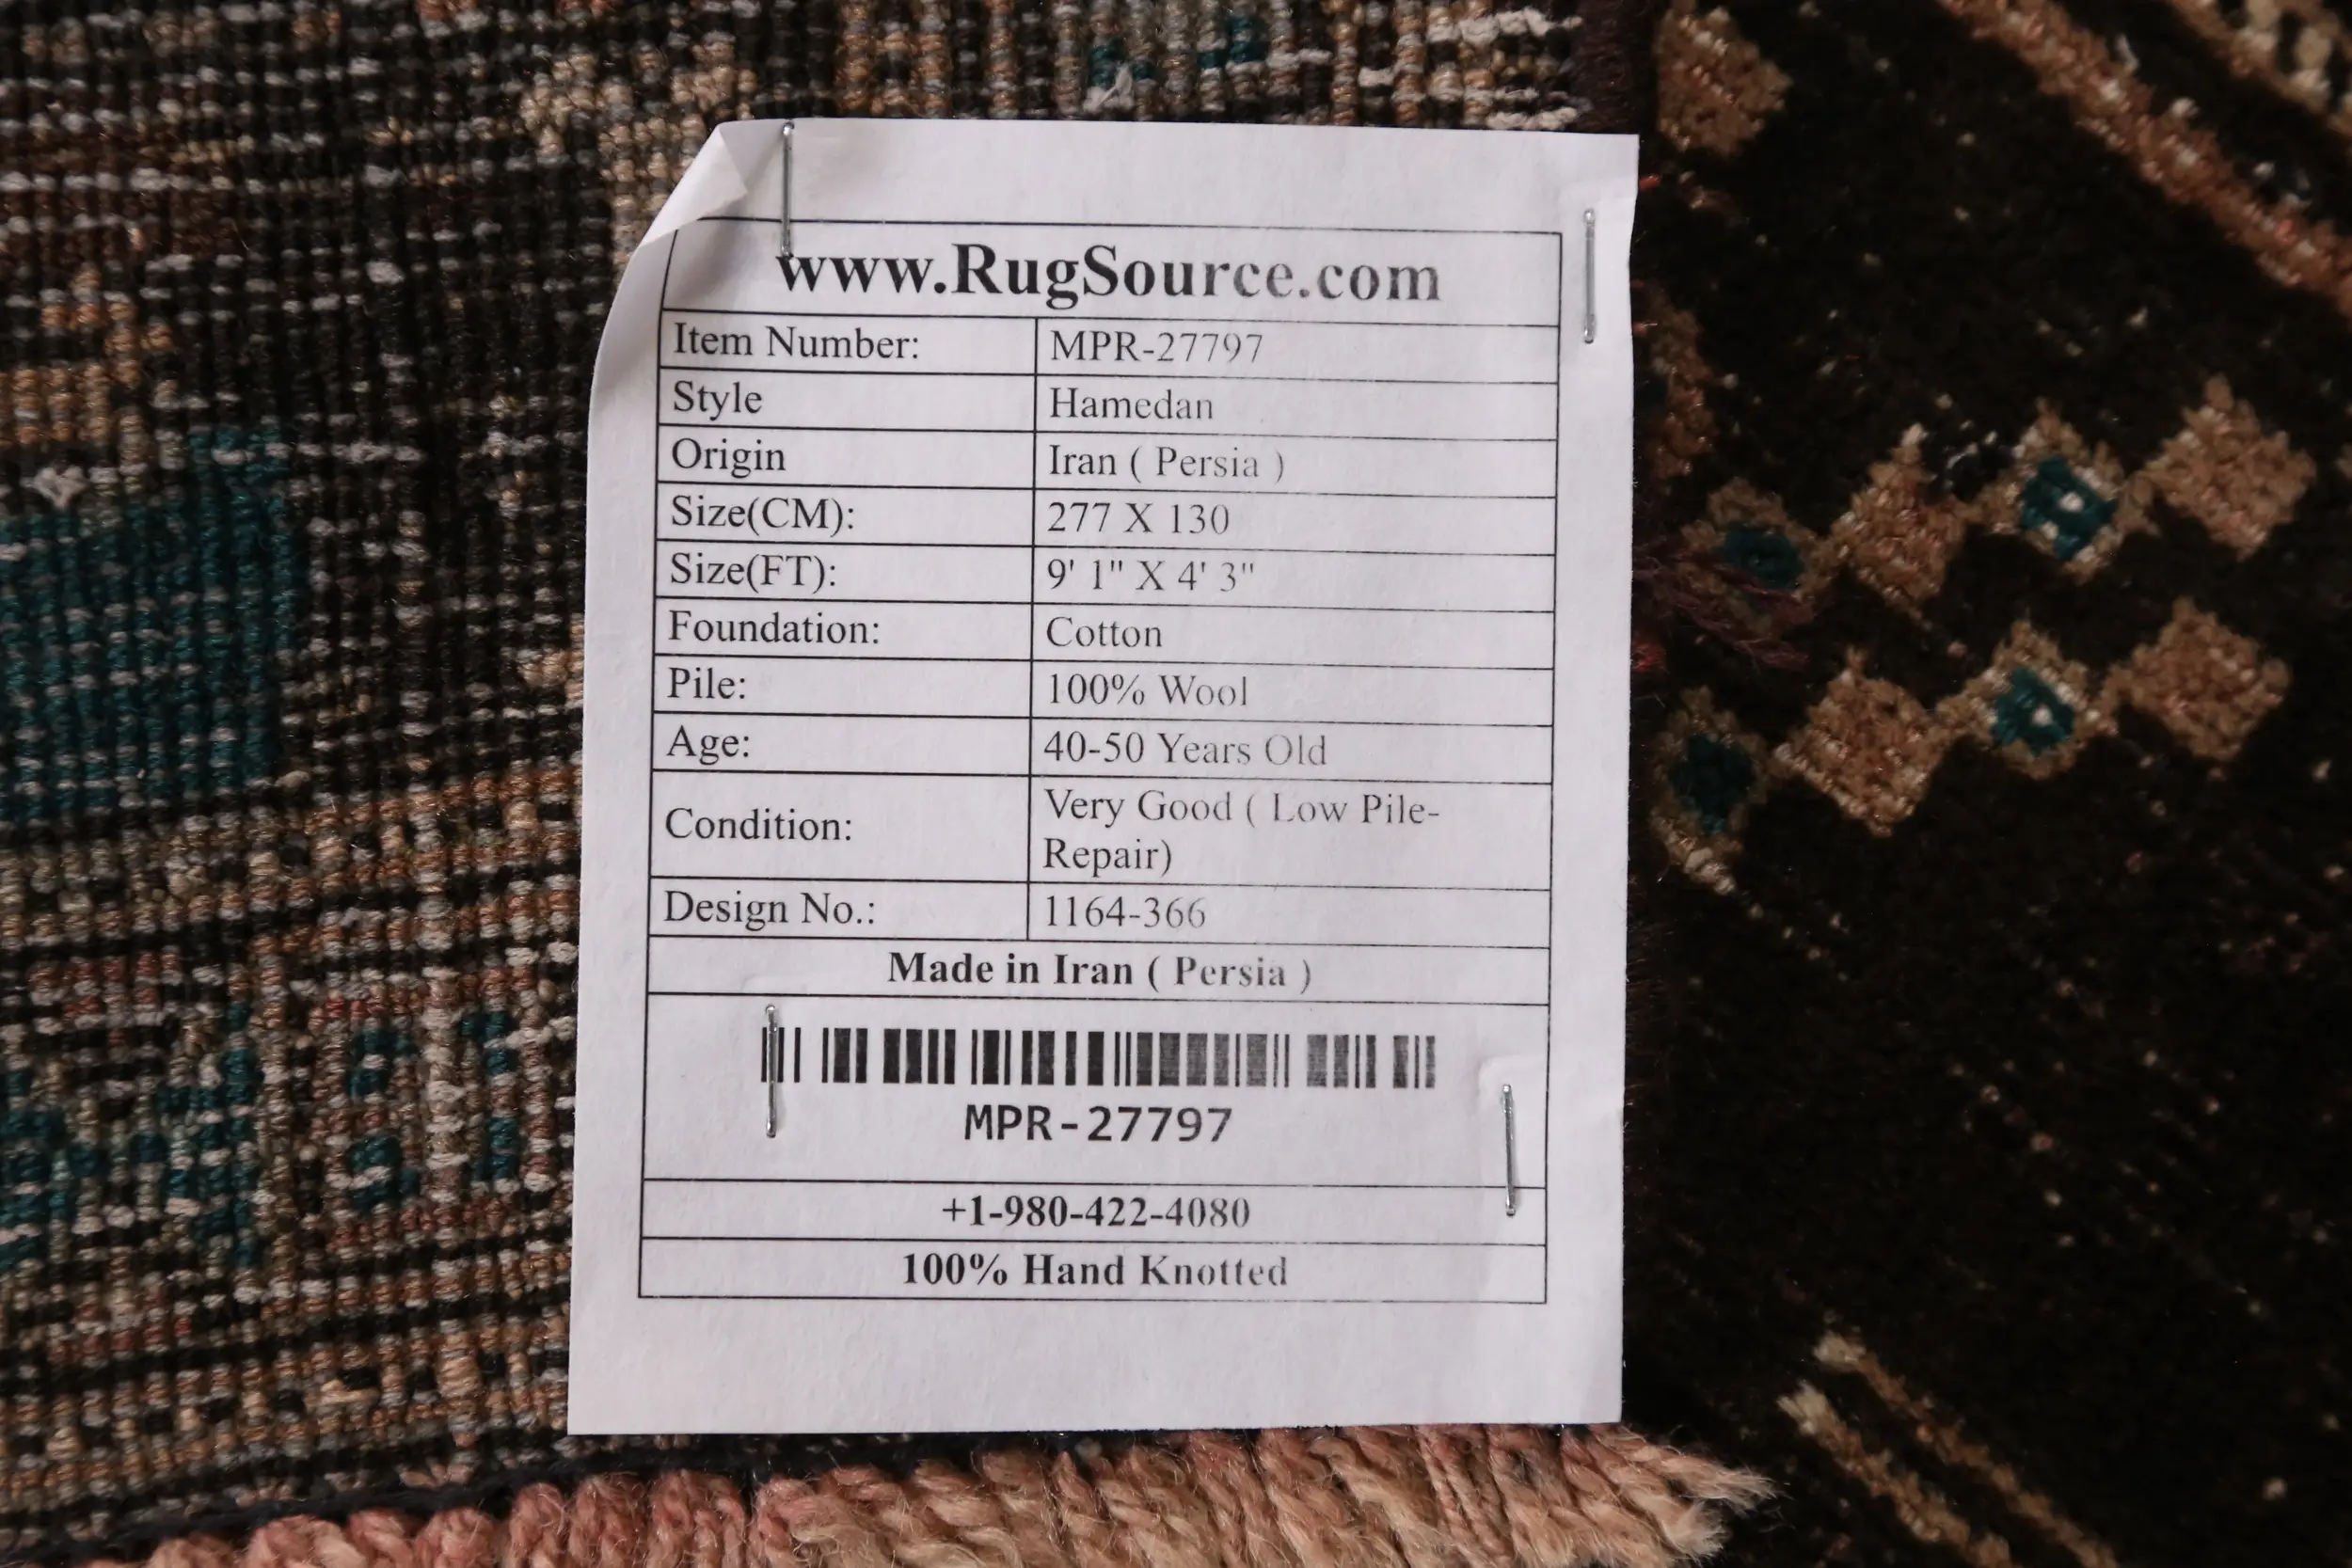 www.RugSource.com
Item Number: MPR-27797
Style Hamedan
Origin Iran ( Persia )
Size(CM): 277 X 130
Size(FT): 9' 1" X 4' 3"
Foundation: Cotton
Pile: 100% Wool
Age: 40-50 Years Old
Condition: Very Good ( Low Pile-
Repair)
Design No.: 1164-366
Made in Iran ( Persia )
MPR-27797
+1-980-422-4080
100% Hand Knotted